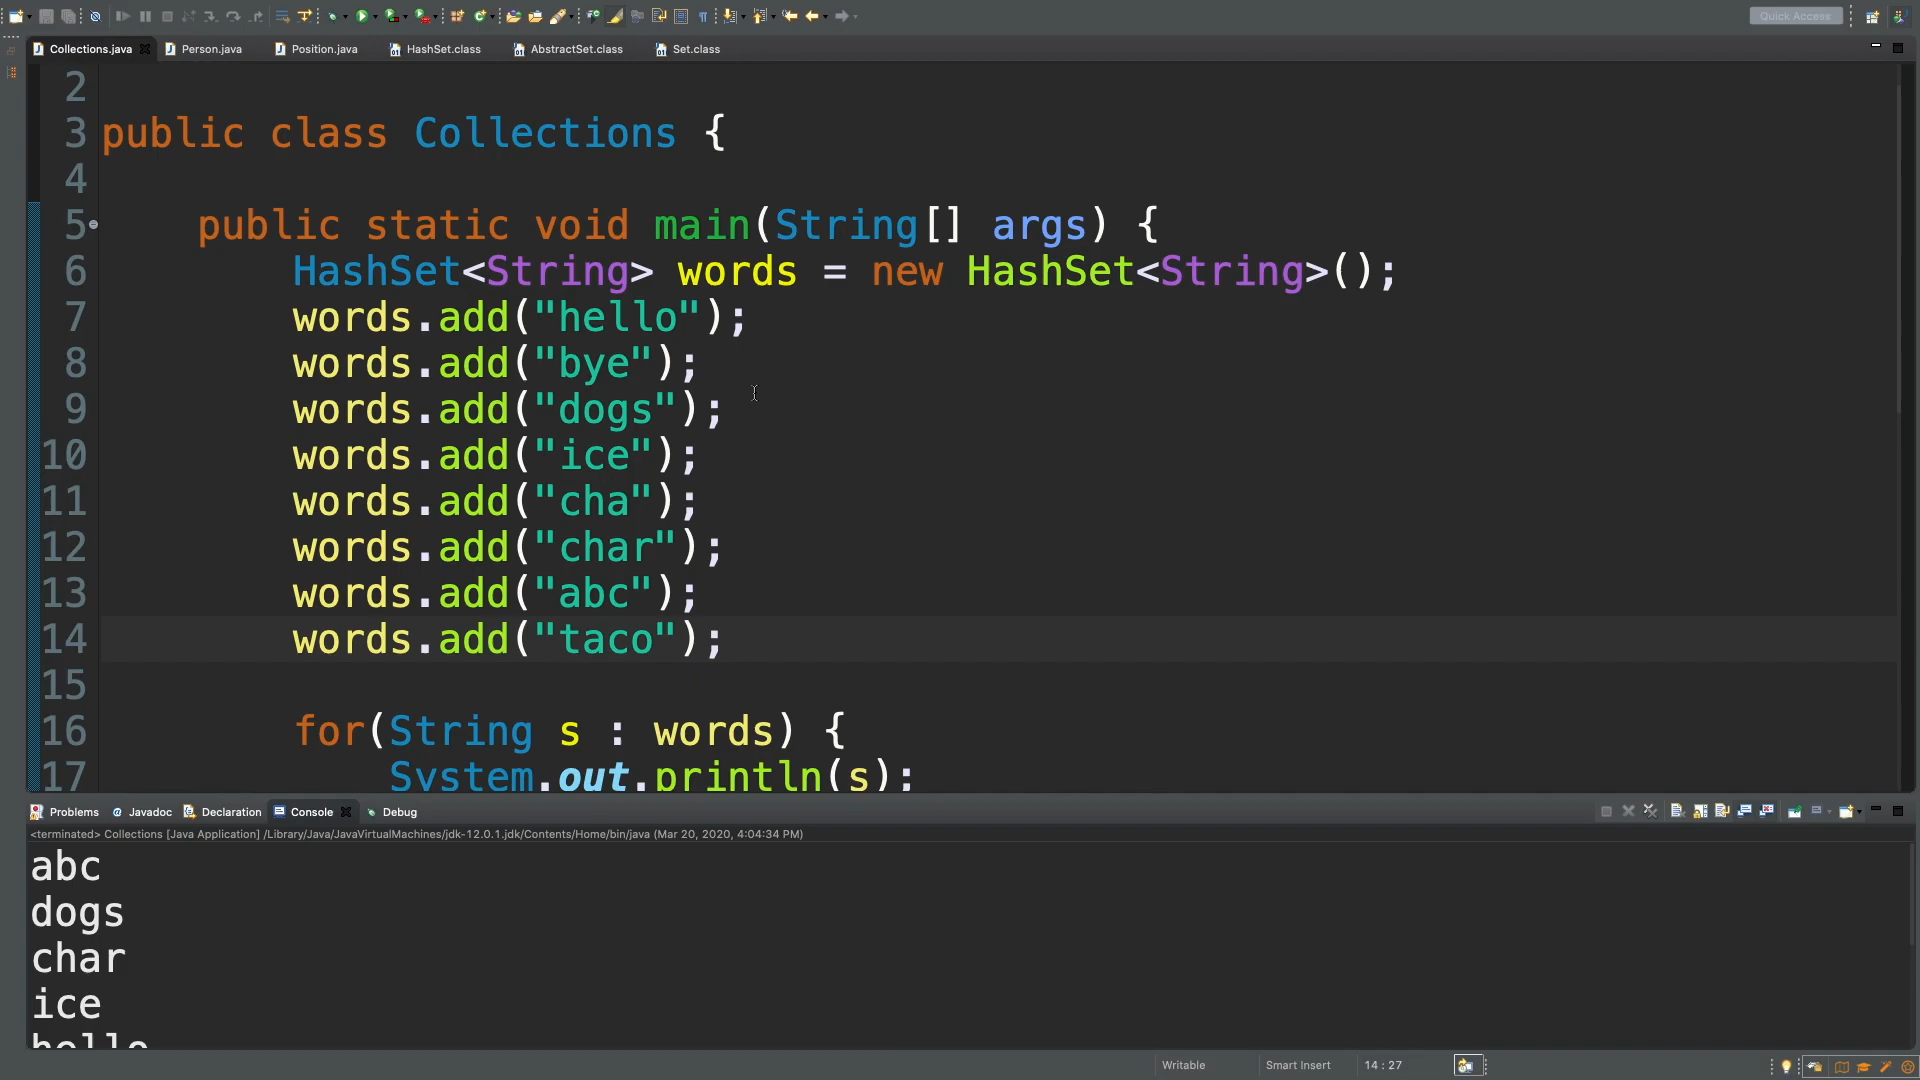 Quick Access
Collections.java
Person.java
Position.java
HashSet.class
AbstractSet.class
Set.class
2
3 public class Collections {
4
5 public static void main(String[] args) {
6 HashSet<String> words = new HashSet<String>();
7 words.add("hello");
8 words.add("bye");
9 words.add("dogs");
10 words.add("ice");
11 words.add("cha");
12 words.add("char");
13 words.add("abc");
14 words.add("taco");
15
16 for(String s : words) {
17 System.out.println(s);
Problems
@ Javadoc
Declaration
Console
Debug
<terminated> Collections [Java Application] /Library/Java/JavaVirtualMachines/jdk-12.0.1.jdk/Contents/Home/bin/java (Mar 20, 2020, 4:04:34 PM)
abc
dogs
char
ice
hello
Writable
Smart Insert
14 : 27